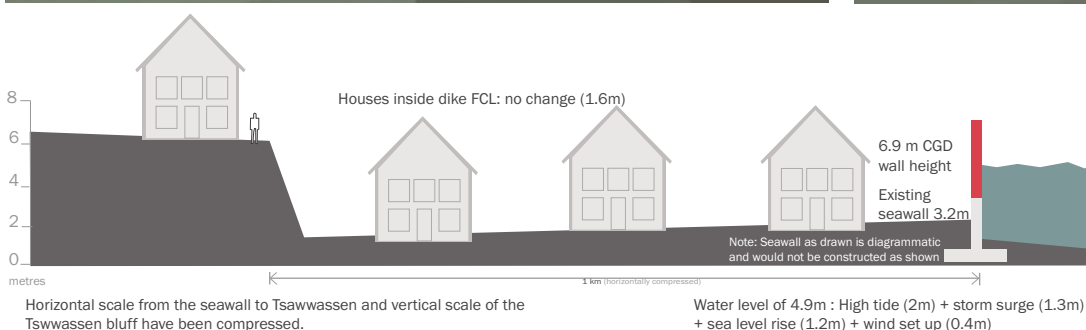 Houses inside dike FCL: no change (1.6m)
8
6
4
2
0
metres
6.9 m CGD
wall height
Existing
seawall 3.2m
Note: Seawall as drawn is diagrammatic
and would not be constructed as shown
1 km (horizontally compressed)
Horizontal scale from the seawall to Tsawwassen and vertical scale of the
Tswwassen bluff have been compressed.
Water level of 4.9m : High tide (2m) + storm surge (1.3m)
+ sea level rise (1.2m) + wind set up (0.4m)